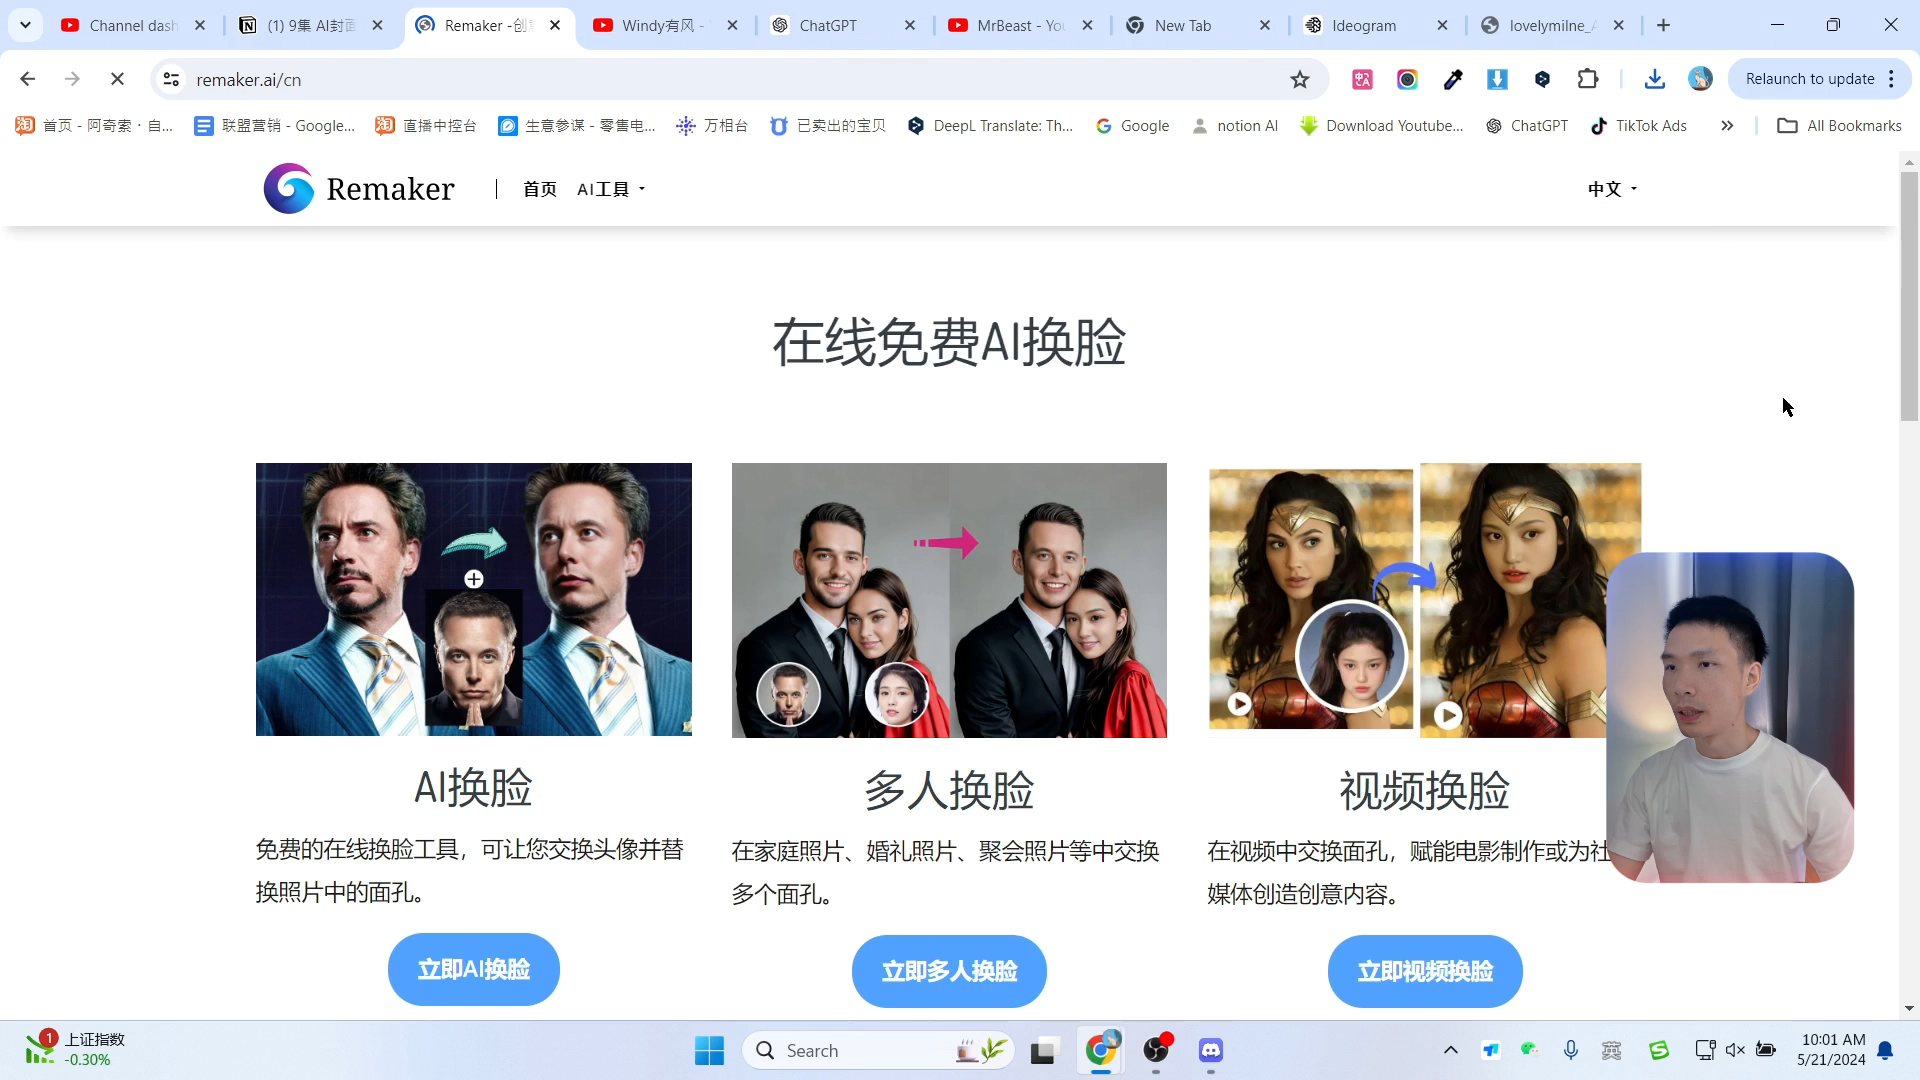 Channel dash
(1) 9集 AI封面
Remaker -创意
Windy有风 -
ChatGPT
MrBeast - You
New Tab
Ideogram
lovelymilne_A
remaker.ai/cn
Relaunch to update
首页 - 阿奇索 · 自...
联盟营销 - Google...
直播中控台
生意参谋 - 零售电...
万相台
已卖出的宝贝
DeepL Translate: Th...
Google
notion AI
Download Youtube...
ChatGPT
TikTok Ads
All Bookmarks
Remaker
首页
AI工具
中文
在线免费AI换脸
AI换脸
免费的在线换脸工具，可让您交换头像并替
换照片中的面孔。
立即AI换脸
多人换脸
在家庭照片、婚礼照片、聚会照片等中交换
多个面孔。
立即多人换脸
视频换脸
在视频中交换面孔，赋能电影制作或为社
媒体创造创意内容。
立即视频换脸
1
上证指数
-0.30%
Search
英
10:01 AM
5/21/2024